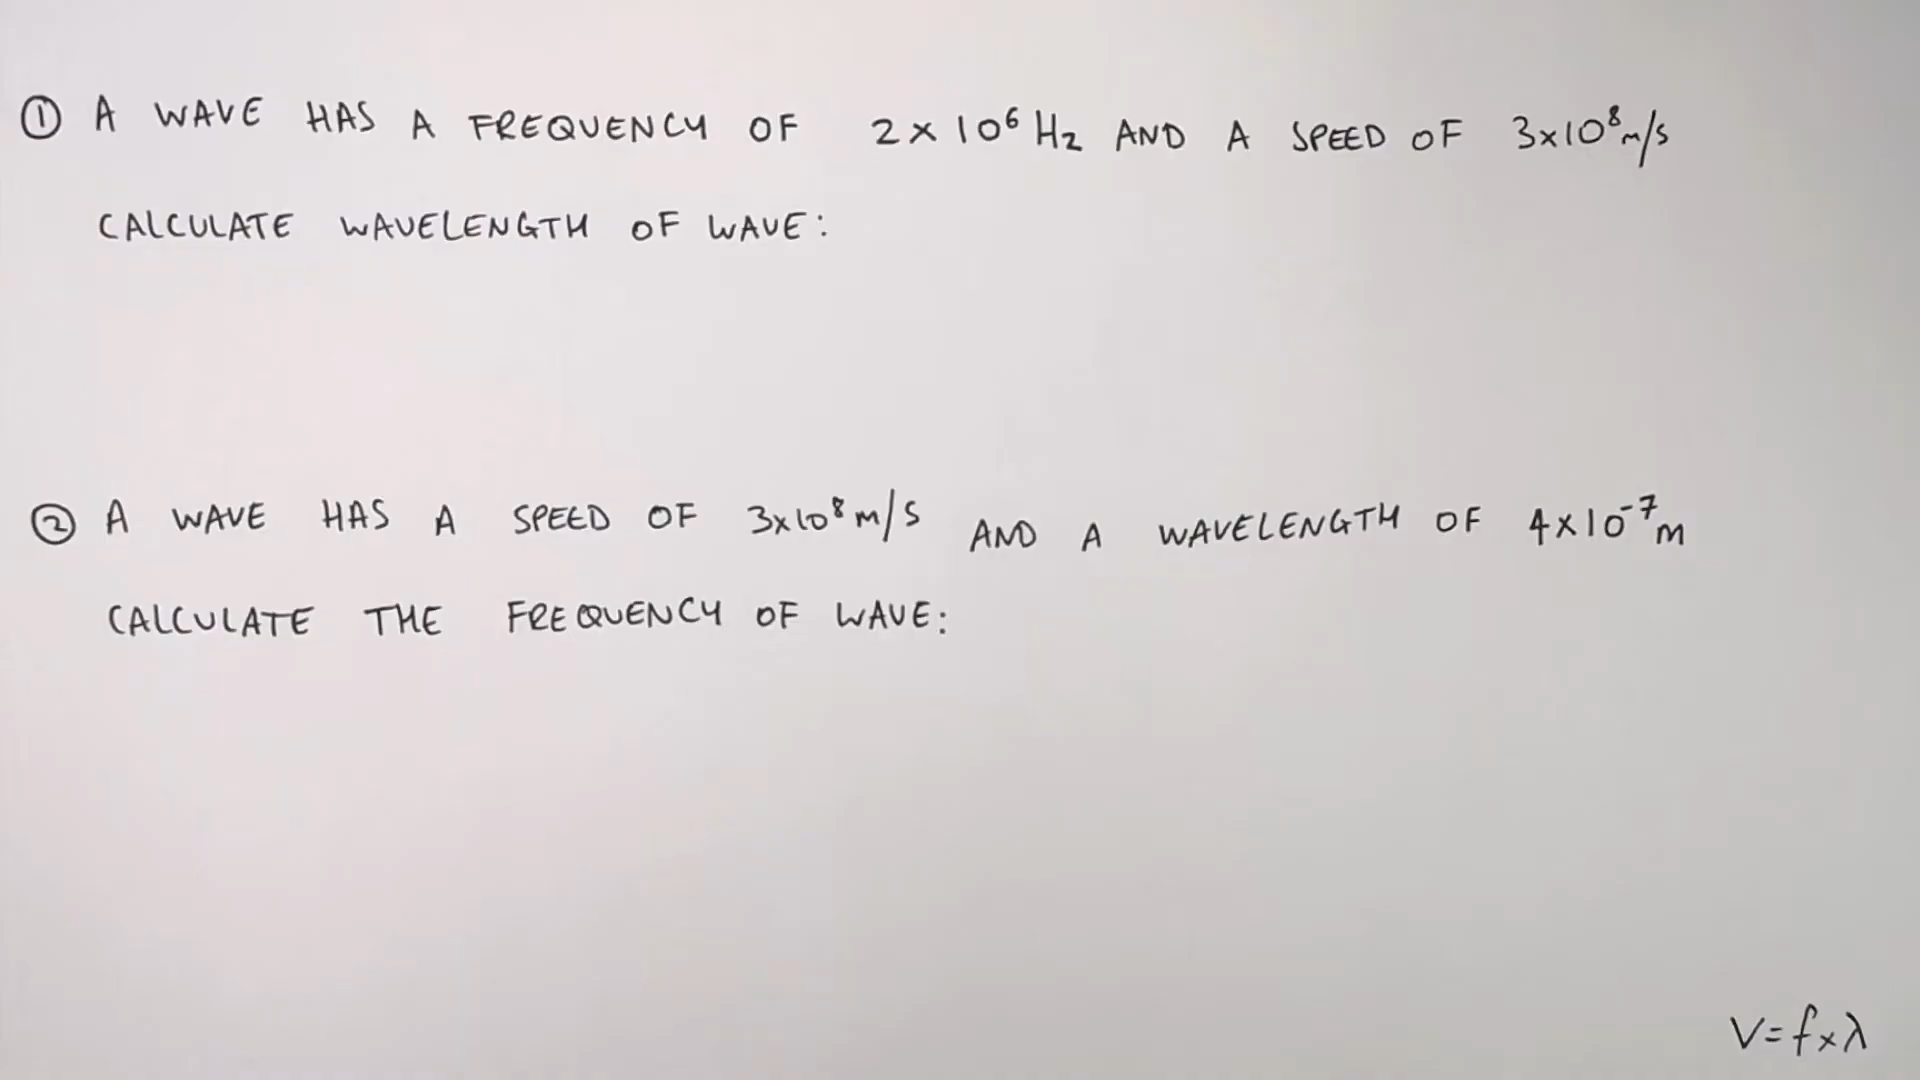 ① A WAVE HAS A FREQUENCY OF 2×10⁶ Hz AND A SPEED OF 3×10⁸ m/s
CALCULATE WAVELENGTH OF WAVE:
② A WAVE HAS A SPEED OF 3×10⁸ m/s AND A WAVELENGTH OF 4×10⁻⁷ m
CALCULATE THE FREQUENCY OF WAVE:
V=f×λ